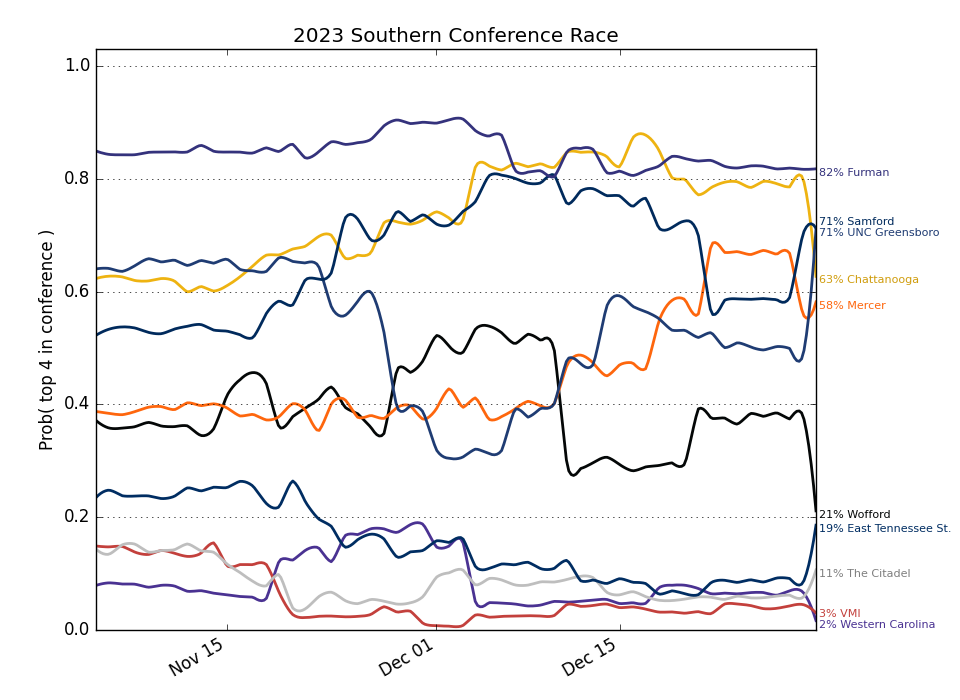 2023 Southern Conference Race
Prob( top 4 in conference )
1.0
0.8
0.6
0.4
0.2
0.0
Nov 15
Dec 01
Dec 15
82% Furman
71% Samford
71% UNC Greensboro
63% Chattanooga
58% Mercer
21% Wofford
19% East Tennessee St.
11% The Citadel
3% VMI
2% Western Carolina